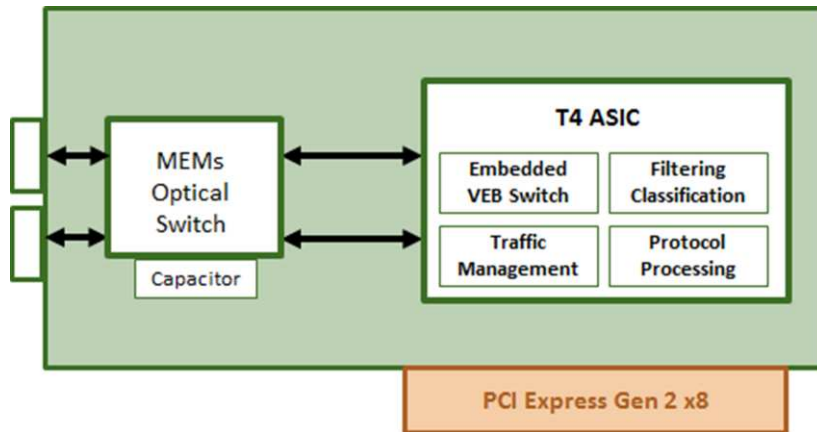 MEMs
Optical
Switch
Capacitor
T4 ASIC
Embedded
VEB Switch
Filtering
Classification
Traffic
Management
Protocol
Processing
PCI Express Gen 2 x8